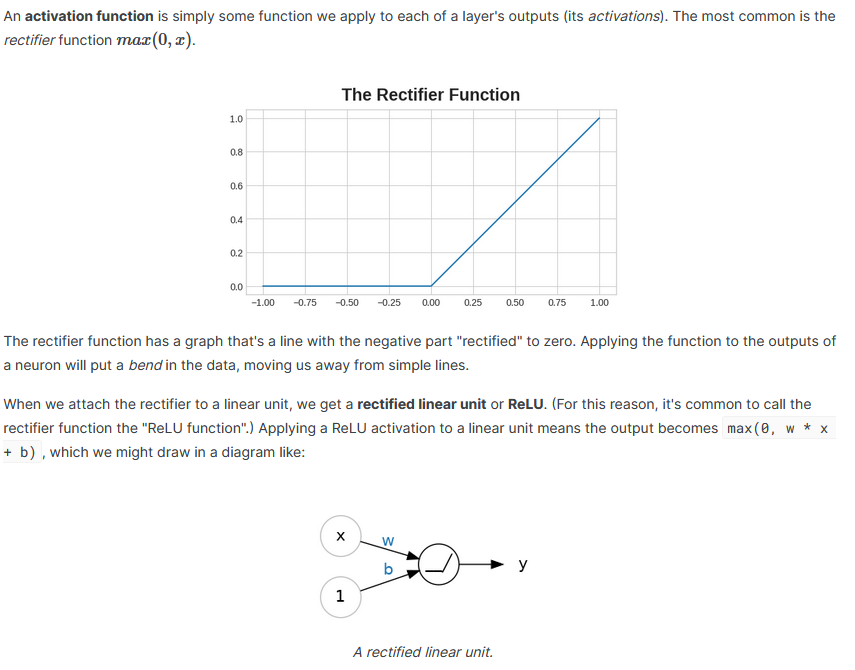 An activation function is simply some function we apply to each of a layer's outputs (its activations). The most common is the
rectifier function max(0, x).
The Rectifier Function
1.0
0.8
0.6
0.4
0.2
0.0
−1.00 −0.75 −0.50 −0.25 0.00 0.25 0.50 0.75 1.00
The rectifier function has a graph that's a line with the negative part "rectified" to zero. Applying the function to the outputs of
a neuron will put a bend in the data, moving us away from simple lines.
When we attach the rectifier to a linear unit, we get a rectified linear unit or ReLU. (For this reason, it's common to call the
rectifier function the "ReLU function".) Applying a ReLU activation to a linear unit means the output becomes max(0, w * x
+ b) , which we might draw in a diagram like:
x
w
y
b
1
A rectified linear unit.